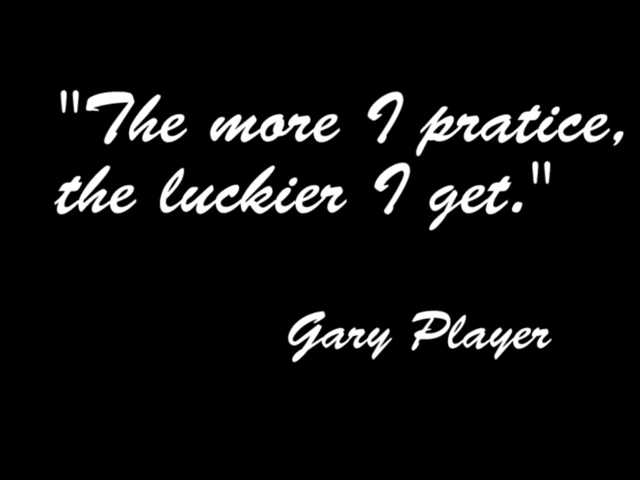 "The more I pratice,
the luckier I get."
Gary Player